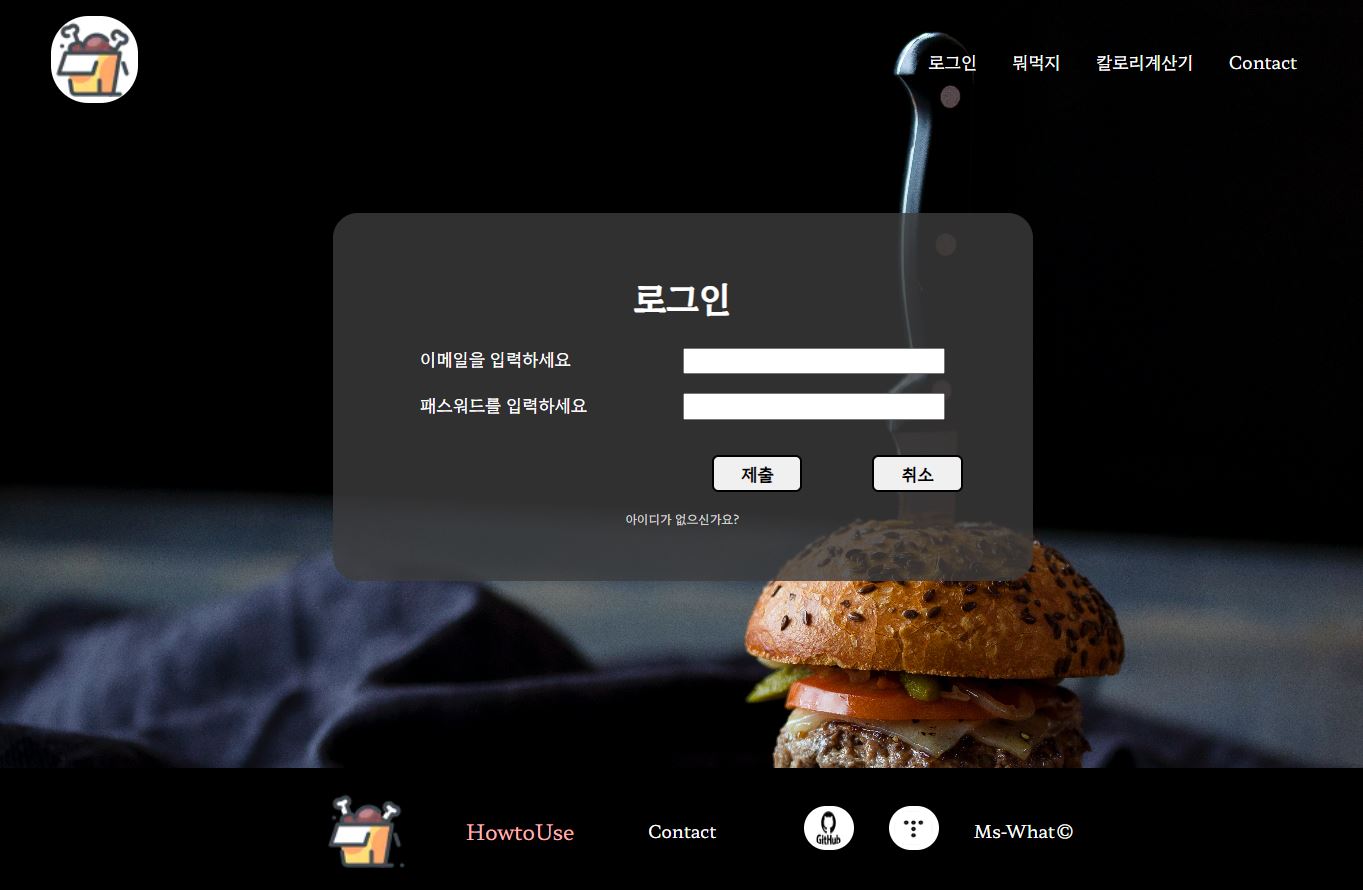 로그인 뭐먹지 칼로리계산기 Contact
로그인
이메일을 입력하세요
패스워드를 입력하세요
제출 취소
아이디가 없으신가요?
HowtoUse Contact GitHub Ms-What©